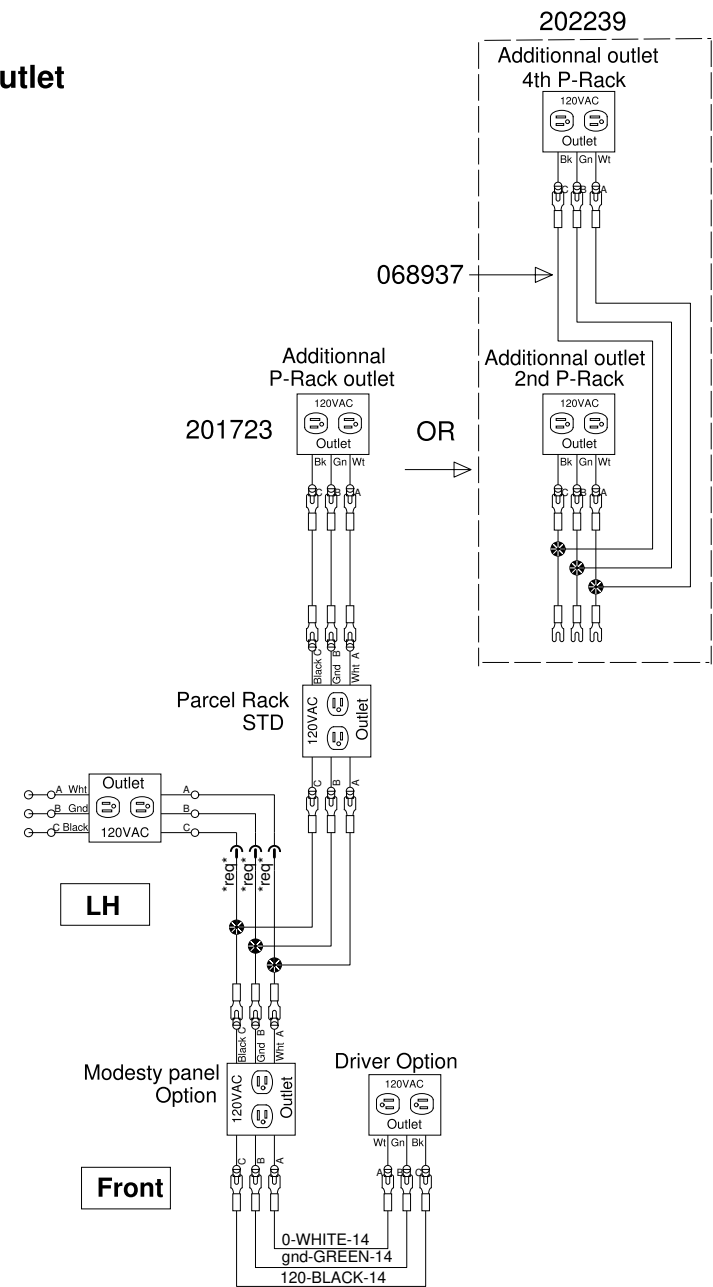 202239
utlet
Additionnal outlet
4th P-Rack
120VAC
Outlet
Bk Gn Wt
C B A
068937
Additionnal
P-Rack outlet
120VAC
Outlet
201723
OR
Bk Gn Wt
C B A
Additionnal outlet
2nd P-Rack
120VAC
Outlet
Bk Gn Wt
C B A
Black C
Gnd B
Wht A
Parcel Rack
STD
120VAC
Outlet
C B A
A Wht
B Gnd
C Black
Outlet
120VAC
A
B
C
*req*
*req*
*req*
LH
Black C
Gnd B
Wht A
Modesty panel
Option
120VAC
Outlet
C B A
Driver Option
120VAC
Outlet
Wt Gn Bk
A B C
Front
0-WHITE-14
gnd-GREEN-14
120-BLACK-14